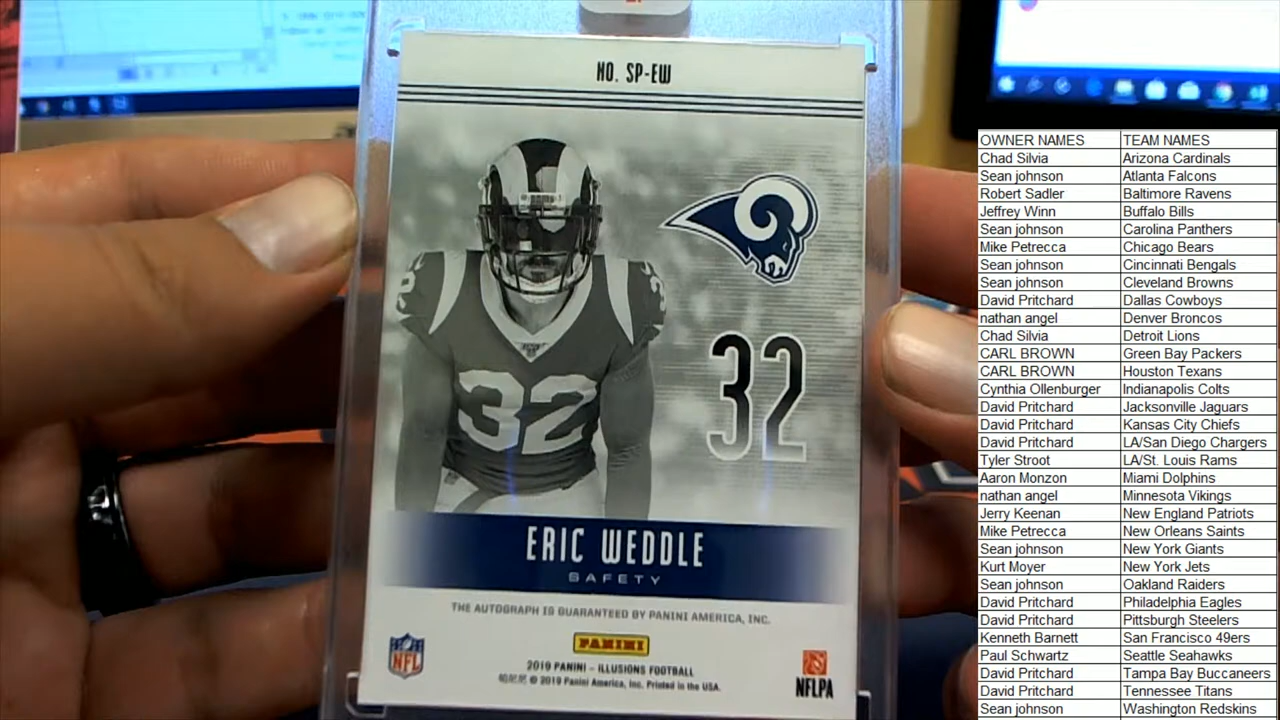 NO. SP-EW
32
32
ERIC WEDDLE
SAFETY
THE AUTOGRAPH IS GUARANTEED BY PANINI AMERICA, INC.
PANINI
2019 PANINI - ILLUSIONS FOOTBALL
© 2019 Panini America, Inc. Printed in the USA.
NFL
NFLPA
OWNER NAMES TEAM NAMES
Chad Silvia Arizona Cardinals
Sean johnson Atlanta Falcons
Robert Sadler Baltimore Ravens
Jeffrey Winn Buffalo Bills
Sean johnson Carolina Panthers
Mike Petrecca Chicago Bears
Sean johnson Cincinnati Bengals
Sean johnson Cleveland Browns
David Pritchard Dallas Cowboys
nathan angel Denver Broncos
Chad Silvia Detroit Lions
CARL BROWN Green Bay Packers
CARL BROWN Houston Texans
Cynthia Ollenburger Indianapolis Colts
David Pritchard Jacksonville Jaguars
David Pritchard Kansas City Chiefs
David Pritchard LA/San Diego Chargers
Tyler Stroot LA/St. Louis Rams
Aaron Monzon Miami Dolphins
nathan angel Minnesota Vikings
Jerry Keenan New England Patriots
Mike Petrecca New Orleans Saints
Sean johnson New York Giants
Kurt Moyer New York Jets
Sean johnson Oakland Raiders
David Pritchard Philadelphia Eagles
David Pritchard Pittsburgh Steelers
Kenneth Barnett San Francisco 49ers
Paul Schwartz Seattle Seahawks
David Pritchard Tampa Bay Buccaneers
David Pritchard Tennessee Titans
Sean johnson Washington Redskins